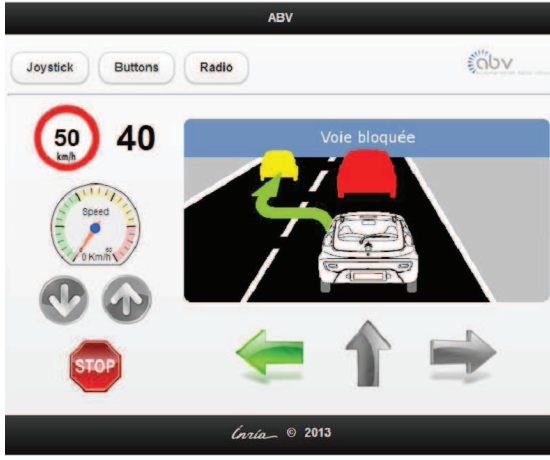 ABV
Joystick
Buttons
Radio
abv
50
km/h
40
Voie bloquée
Speed
0 Km/h
STOP
Inria © 2013